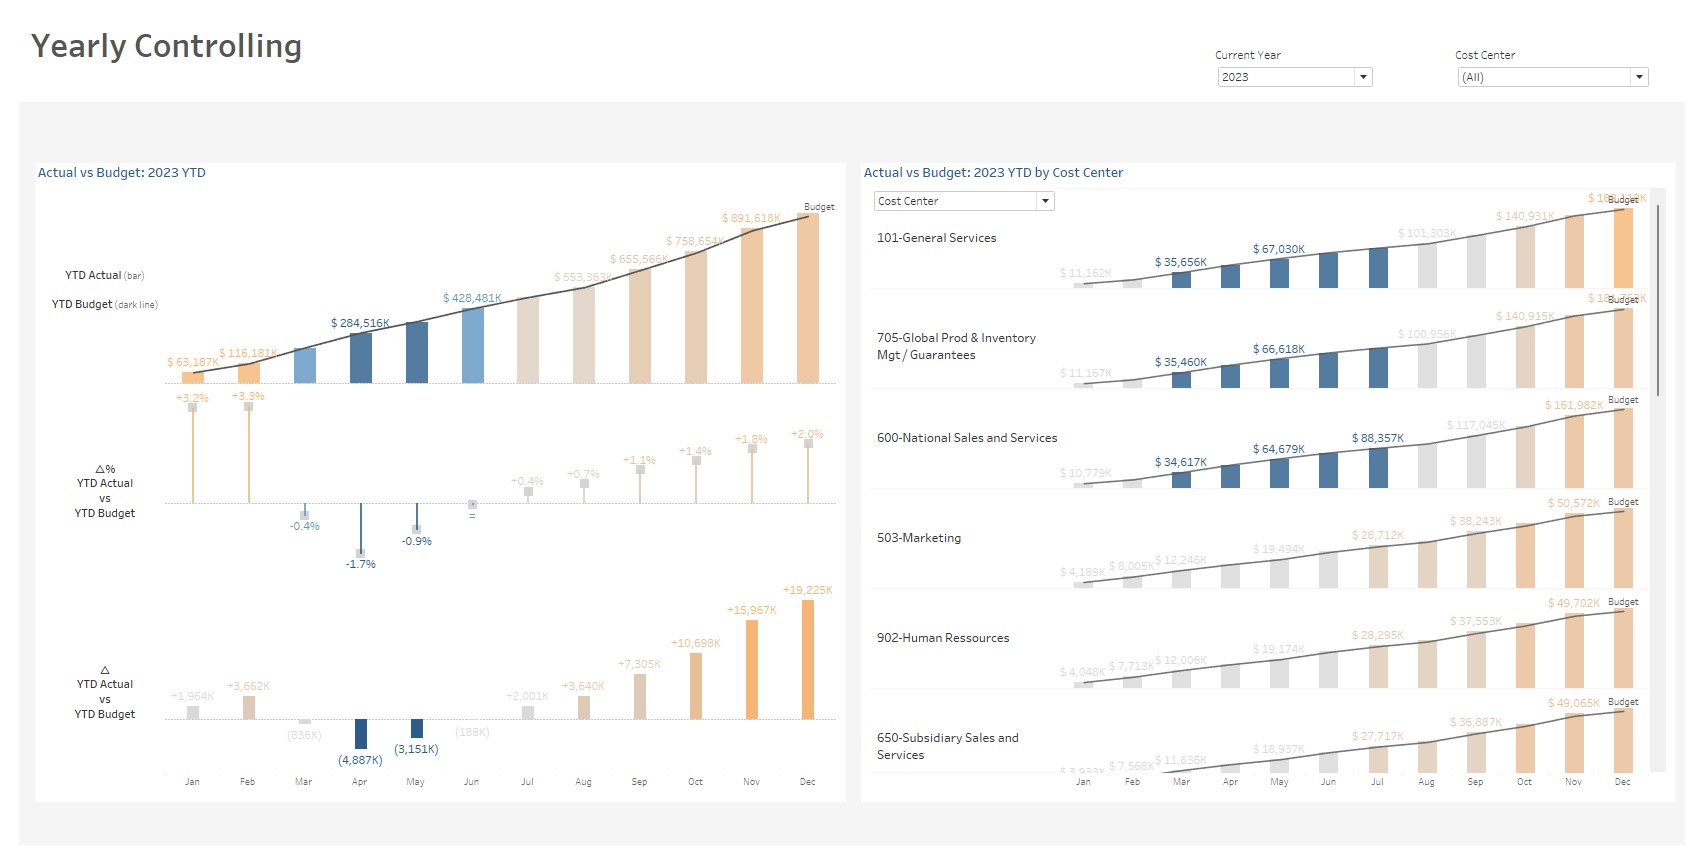 Yearly Controlling
Current Year
Cost Center
2023
(All)
Actual vs Budget: 2023 YTD
YTD Actual (bar)
YTD Budget (dark line)
$ 63,187K
$ 116,181K
$ 284,516K
$ 428,481K
$ 553,363K
$ 655,566K
$ 758,654K
$ 891,618K
Budget
△%
YTD Actual
vs
YTD Budget
+3.2%
+3.3%
-0.4%
-1.7%
-0.9%
=
+0.4%
+0.7%
+1.1%
+1.4%
+1.8%
+2.0%
△
YTD Actual
vs
YTD Budget
+1,964K
+3,662K
(836K)
(4,887K)
(3,151K)
(188K)
+2,001K
+3,640K
+7,305K
+10,698K
+15,967K
+19,225K
Jan Feb Mar Apr May Jun Jul Aug Sep Oct Nov Dec
Actual vs Budget: 2023 YTD by Cost Center
Cost Center
101-General Services
$ 11,162K
$ 35,656K
$ 67,030K
$ 101,303K
$ 140,931K
Budget
705-Global Prod & Inventory
Mgt / Guarantees
$ 11,167K
$ 35,460K
$ 66,618K
$ 100,956K
$ 140,915K
Budget
600-National Sales and Services
$ 10,779K
$ 34,617K
$ 64,679K
$ 88,357K
$ 117,045K
$ 161,982K
Budget
503-Marketing
$ 4,189K
$ 8,005K
$ 12,246K
$ 19,494K
$ 28,712K
$ 38,243K
$ 50,572K
Budget
902-Human Ressources
$ 4,048K
$ 7,713K
$ 12,006K
$ 19,174K
$ 28,295K
$ 37,553K
$ 49,702K
Budget
650-Subsidiary Sales and
Services
$ 7,568K
$ 11,836K
$ 18,937K
$ 27,717K
$ 36,887K
$ 49,065K
Budget
Jan Feb Mar Apr May Jun Jul Aug Sep Oct Nov Dec